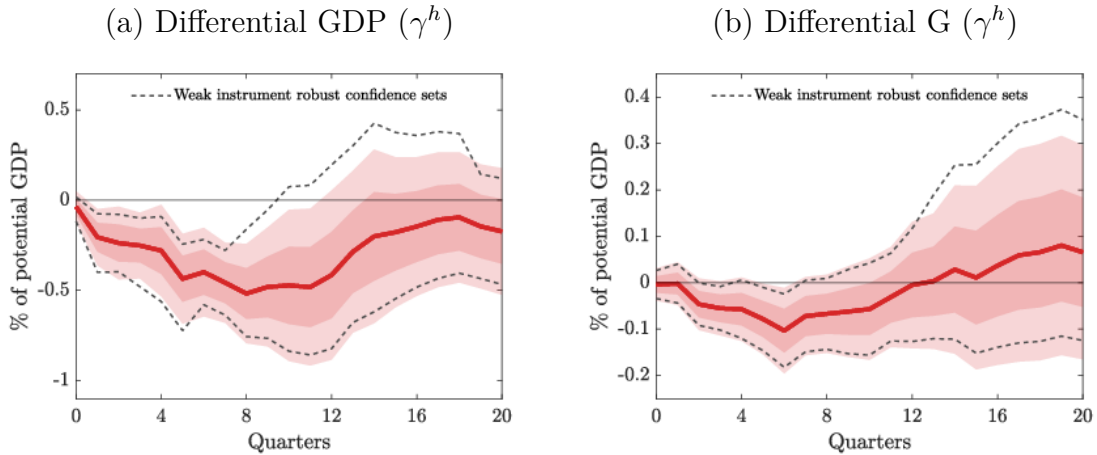 (a) Differential GDP (γ^h)
Weak instrument robust confidence sets
% of potential GDP
0.5
0
-0.5
-1
0 4 8 12 16 20
Quarters
(b) Differential G (γ^h)
Weak instrument robust confidence sets
% of potential GDP
0.4
0.3
0.2
0.1
0
-0.1
-0.2
0 4 8 12 16 20
Quarters